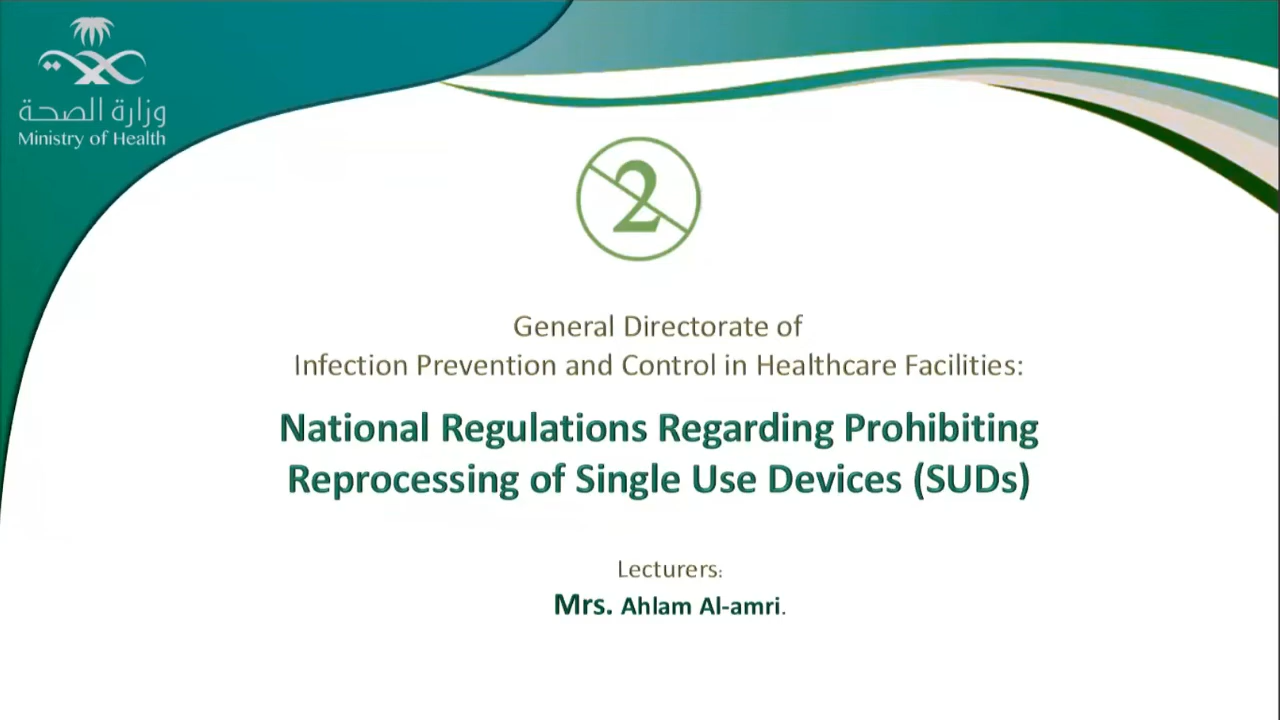 وزارة الصحة
Ministry of Health
2
General Directorate of
Infection Prevention and Control in Healthcare Facilities:
National Regulations Regarding Prohibiting
Reprocessing of Single Use Devices (SUDs)
Lecturers:
Mrs. Ahlam Al-amri.